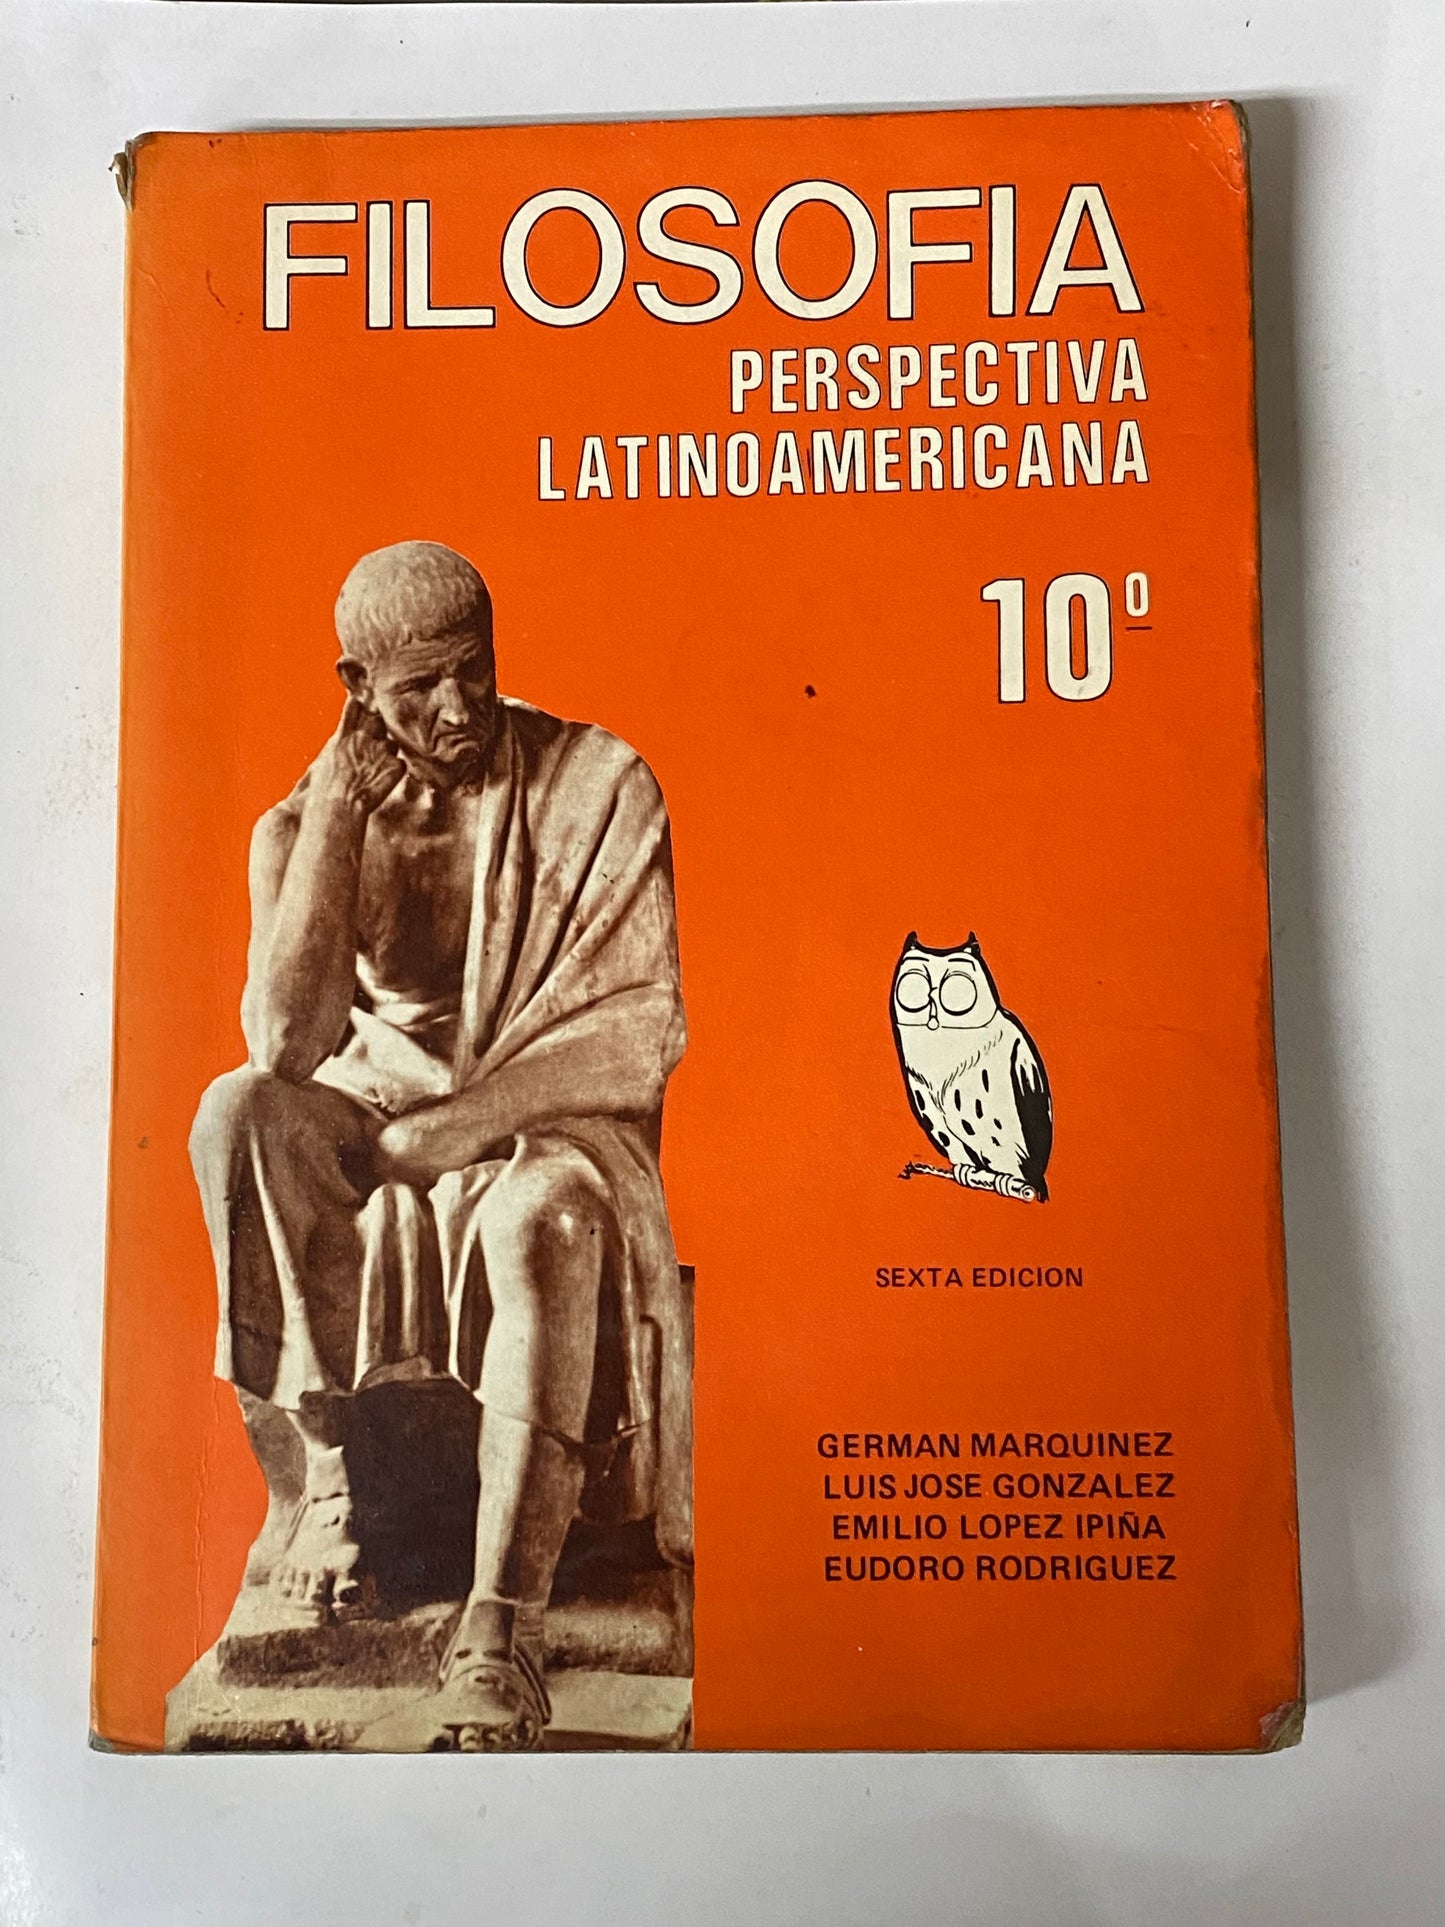 FILOSOFIA
PERSPECTIVA
LATINOAMERICANA
10º
SEXTA EDICION
GERMAN MARQUINEZ
LUIS JOSE GONZALEZ
EMILIO LOPEZ IPIÑA
EUDORO RODRIGUEZ